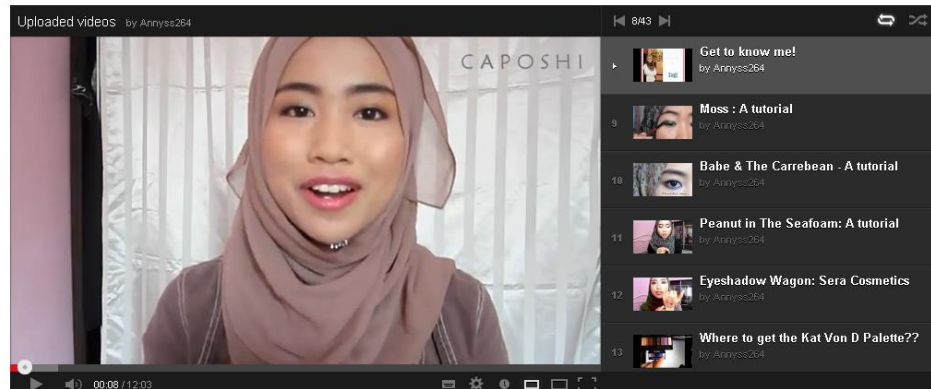 Uploaded videos by Annyss264
8/43
CAPOSHI
Get to know me!
by Annyss264
9
Moss : A tutorial
by Annyss264
10
Babe & The Carrebean - A tutorial
by Annyss264
11
Peanut in The Seafoam: A tutorial
by Annyss264
12
Eyeshadow Wagon: Sera Cosmetics
by Annyss264
13
Where to get the Kat Von D Palette??
by Annyss264
00:08 / 12:03